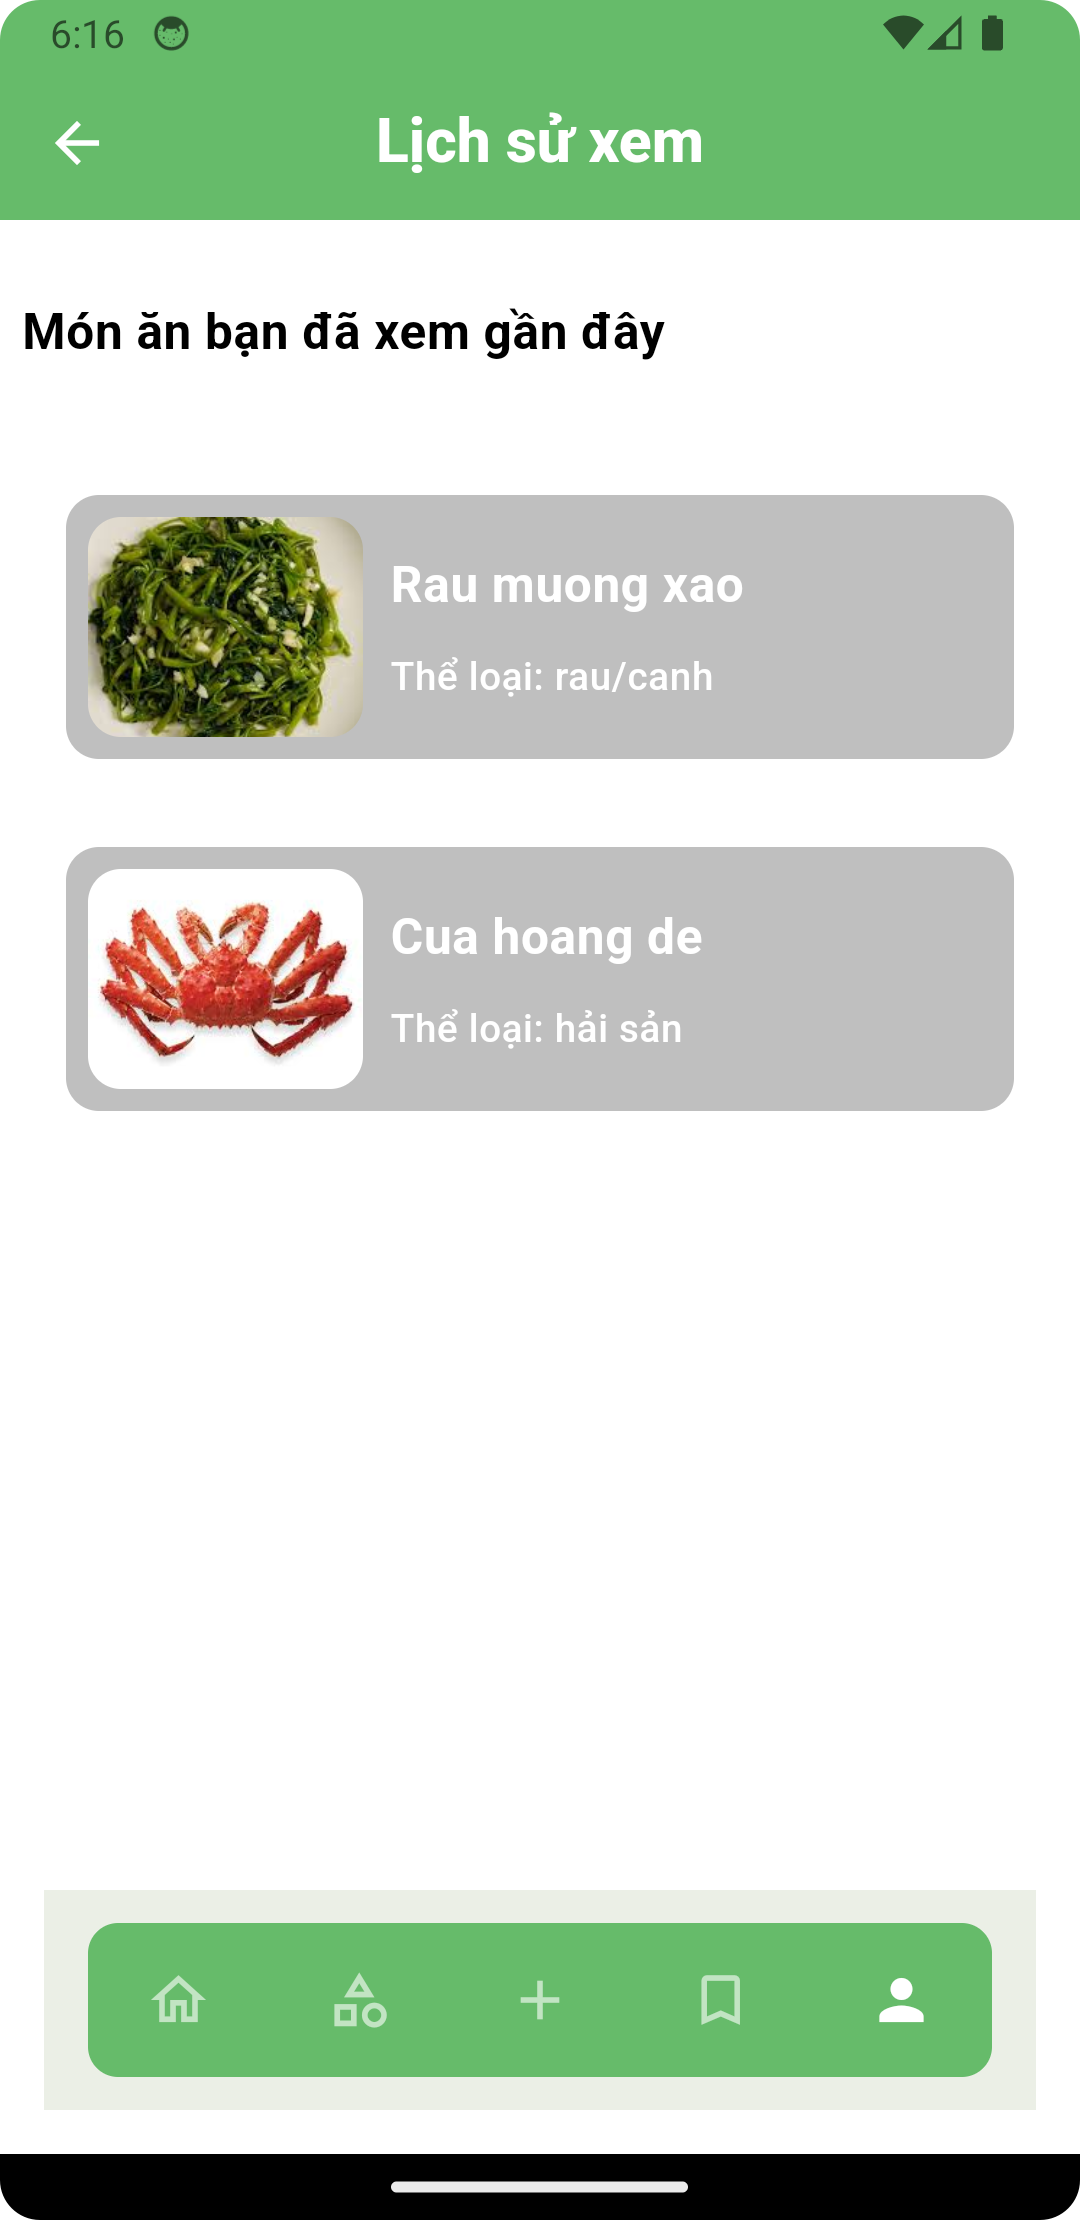 6:16
Lịch sử xem
Món ăn bạn đã xem gần đây
Rau muong xao
Thể loại: rau/canh
Cua hoang de
Thể loại: hải sản